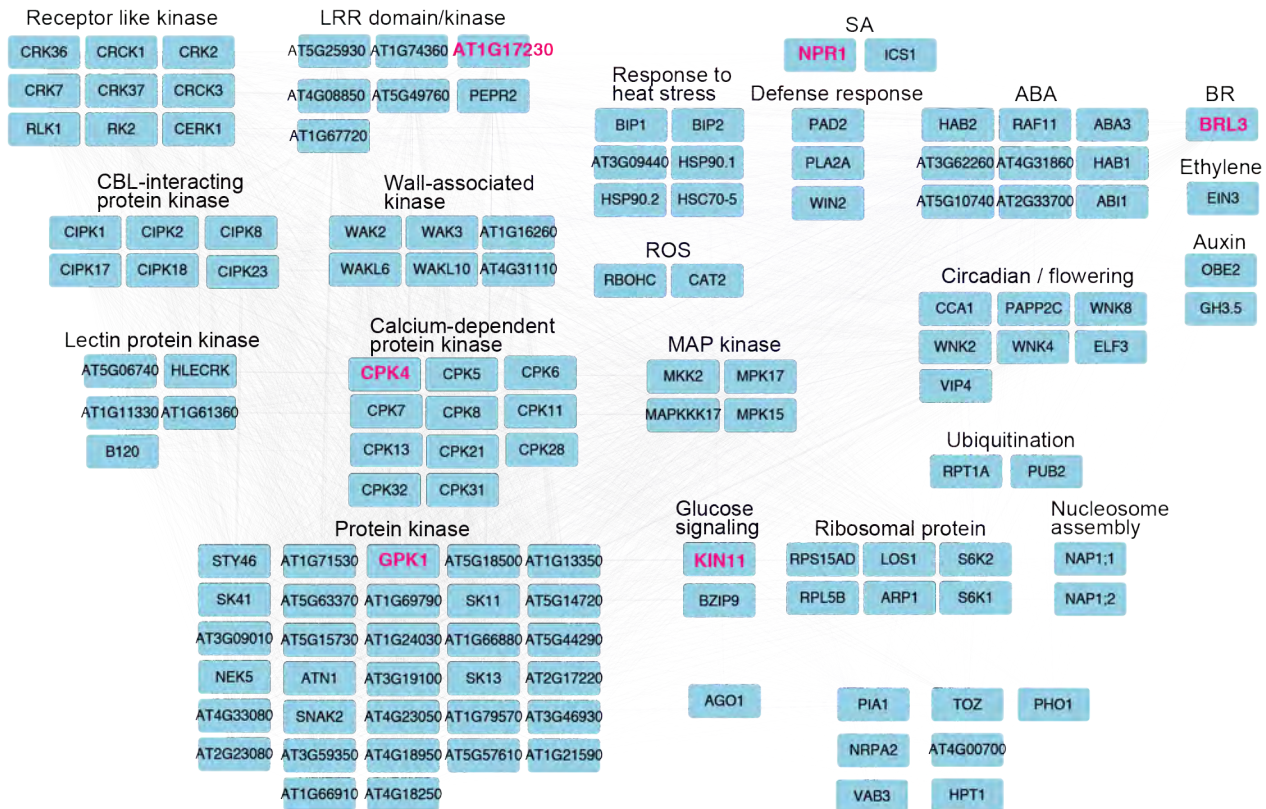 Receptor like kinase
CRK36 CRCK1 CRK2
CRK7 CRK37 CRCK3
RLK1 RK2 CERK1
LRR domain/kinase
AT5G25930 AT1G74360 AT1G17230
AT4G08850 AT5G49760 PEPR2
AT1G67720
SA
NPR1 ICS1
Response to
heat stress
BIP1 BIP2
AT3G09440 HSP90.1
HSP90.2 HSC70-5
Defense response
PAD2
PLA2A
WIN2
ABA
HAB2 RAF11 ABA3
AT3G62260 AT4G31860 HAB1
AT5G10740 AT2G33700 ABI1
BR
BRL3
Ethylene
EIN3
Auxin
OBE2
GH3.5
CBL-interacting
protein kinase
CIPK1 CIPK2 CIPK8
CIPK17 CIPK18 CIPK23
Wall-associated
kinase
WAK2 WAK3 AT1G16260
WAKL6 WAKL10 AT4G31110
ROS
RBOHC CAT2
Circadian / flowering
CCA1 PAPP2C WNK8
WNK2 WNK4 ELF3
VIP4
Lectin protein kinase
AT5G06740 HLECRK
AT1G11330 AT1G61360
B120
Calcium-dependent
protein kinase
CPK4 CPK5 CPK6
CPK7 CPK8 CPK11
CPK13 CPK21 CPK28
CPK32 CPK31
MAP kinase
MKK2 MPK17
MAPKKK17 MPK15
Ubiquitination
RPT1A PUB2
Protein kinase
STY46 AT1G71530 GPK1 AT5G18500 AT1G13350
SK41 AT5G63370 AT1G69790 SK11 AT5G14720
AT3G09010 AT5G15730 AT1G24030 AT1G66880 AT5G44290
NEK5 ATN1 AT3G19100 SK13 AT2G17220
AT4G33080 SNAK2 AT4G23050 AT1G79570 AT3G46930
AT2G23080 AT3G59350 AT4G18950 AT5G57610 AT1G21590
AT1G66910 AT4G18250
Glucose
signaling
KIN11
BZIP9
Ribosomal protein
RPS15AD LOS1 S6K2
RPL5B ARP1 S6K1
Nucleosome
assembly
NAP1;1
NAP1;2
AGO1
PIA1 TOZ PHO1
NRPA2 AT4G00700
VAB3 HPT1